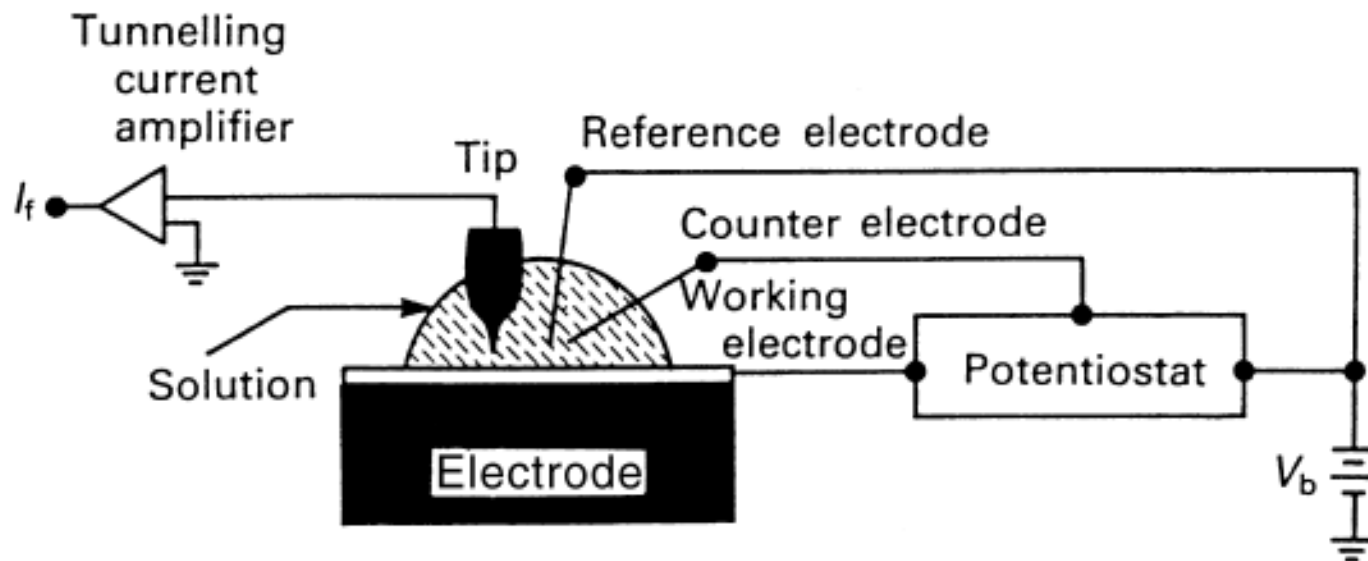 Tunnelling
current
amplifier
Tip
Reference electrode
I_f
Counter electrode
Working
electrode
Solution
Potentiostat
Electrode
V_b